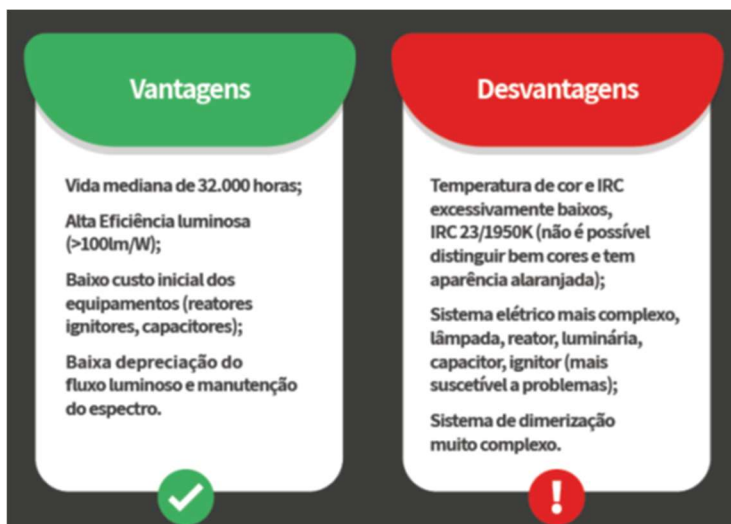 Vantagens
Vida mediana de 32.000 horas;
Alta Eficiência luminosa
(>100lm/W);
Baixo custo inicial dos
equipamentos (reatores
ignitores, capacitores);
Baixa depreciação do
fluxo luminoso e manutenção
do espectro.
Desvantagens
Temperatura de cor e IRC
excessivamente baixos,
IRC 23/1950K (não é possível
distinguir bem cores e tem
aparência alaranjada);
Sistema elétrico mais complexo,
lâmpada, reator, luminária,
capacitor, ignitor (mais
suscetível a problemas);
Sistema de dimerização
muito complexo.